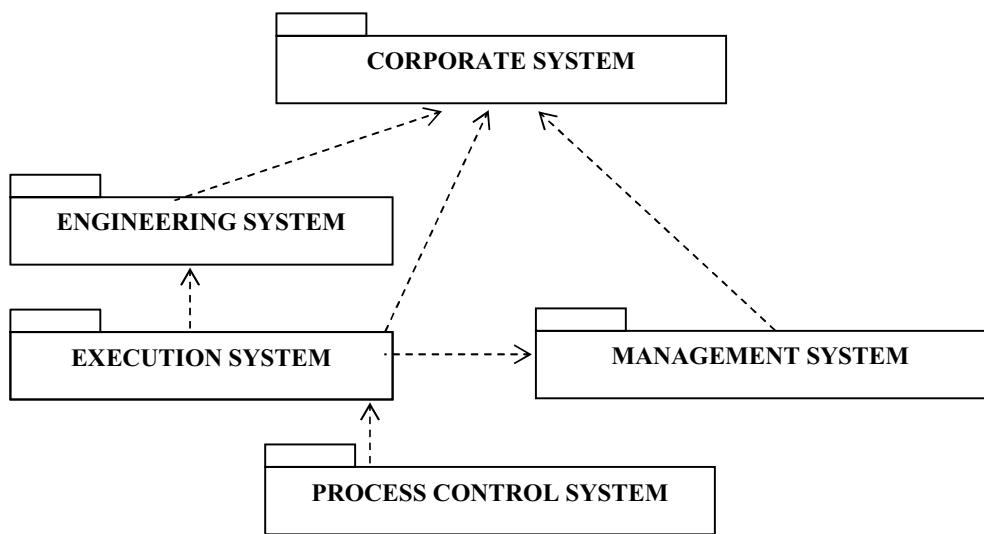 CORPORATE SYSTEM
ENGINEERING SYSTEM
EXECUTION SYSTEM
MANAGEMENT SYSTEM
PROCESS CONTROL SYSTEM